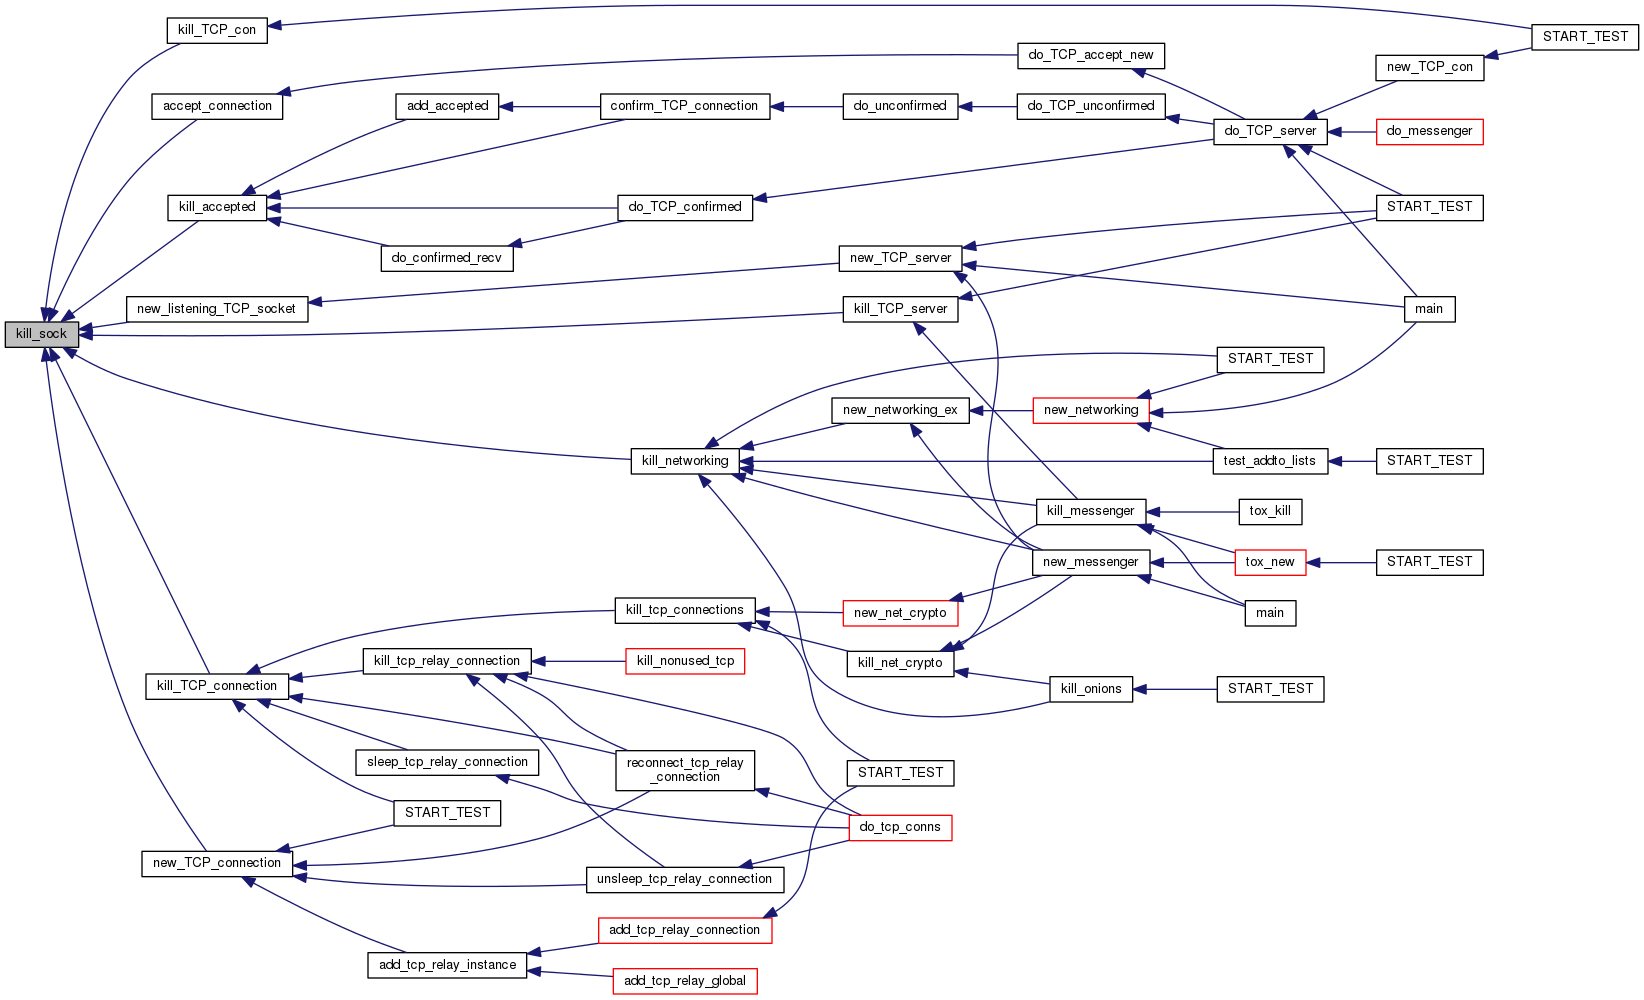 kill_TCP_con
START_TEST
do_TCP_accept_new
new_TCP_con
accept_connection
add_accepted
confirm_TCP_connection
do_unconfirmed
do_TCP_unconfirmed
do_TCP_server
do_messenger
kill_accepted
do_TCP_confirmed
START_TEST
do_confirmed_recv
new_TCP_server
new_listening_TCP_socket
kill_TCP_server
main
kill_sock
START_TEST
new_networking_ex
new_networking
kill_networking
test_addto_lists
START_TEST
kill_messenger
tox_kill
new_messenger
tox_new
START_TEST
kill_tcp_connections
new_net_crypto
main
kill_tcp_relay_connection
kill_nonused_tcp
kill_net_crypto
kill_TCP_connection
kill_onions
START_TEST
sleep_tcp_relay_connection
reconnect_tcp_relay
_connection
START_TEST
START_TEST
do_tcp_conns
new_TCP_connection
unsleep_tcp_relay_connection
add_tcp_relay_connection
add_tcp_relay_instance
add_tcp_relay_global